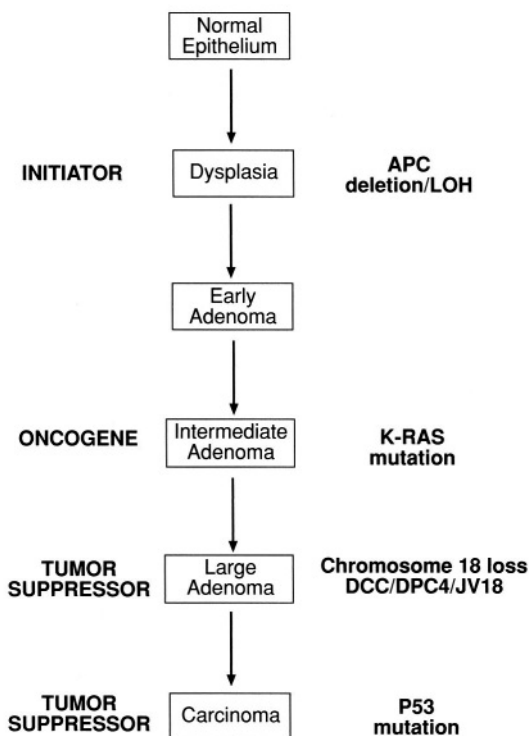 Normal
Epithelium
INITIATOR
Dysplasia
APC
deletion/LOH
Early
Adenoma
ONCOGENE
Intermediate
Adenoma
K-RAS
mutation
TUMOR
SUPPRESSOR
Large
Adenoma
Chromosome 18 loss
DCC/DPC4/JV18
TUMOR
SUPPRESSOR
Carcinoma
P53
mutation